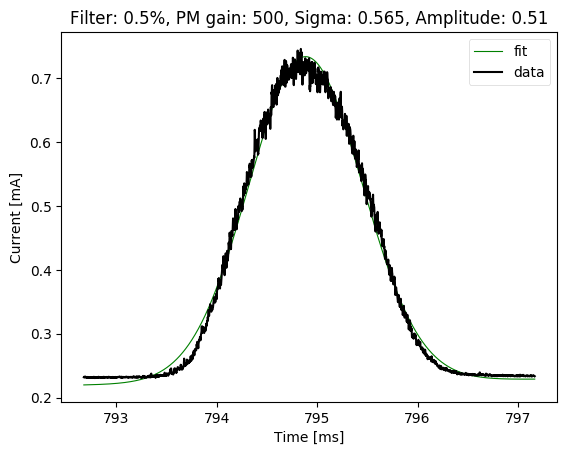 Filter: 0.5%, PM gain: 500, Sigma: 0.565, Amplitude: 0.51
fit
data
0.7
0.6
0.5
0.4
0.3
0.2
Current [mA]
793
794
795
796
797
Time [ms]